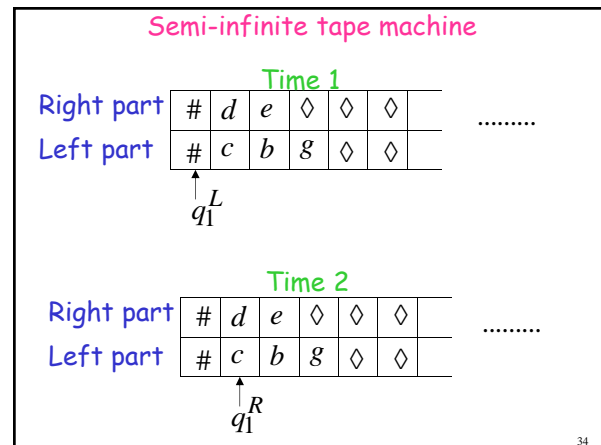 Semi-infinite tape machine
Time 1
Right part # d e ◊ ◊ ◊ .........
Left part # c b g ◊ ◊
q₁ᴸ
Time 2
Right part # d e ◊ ◊ ◊ .........
Left part # c b g ◊ ◊
q₁ᴿ
34